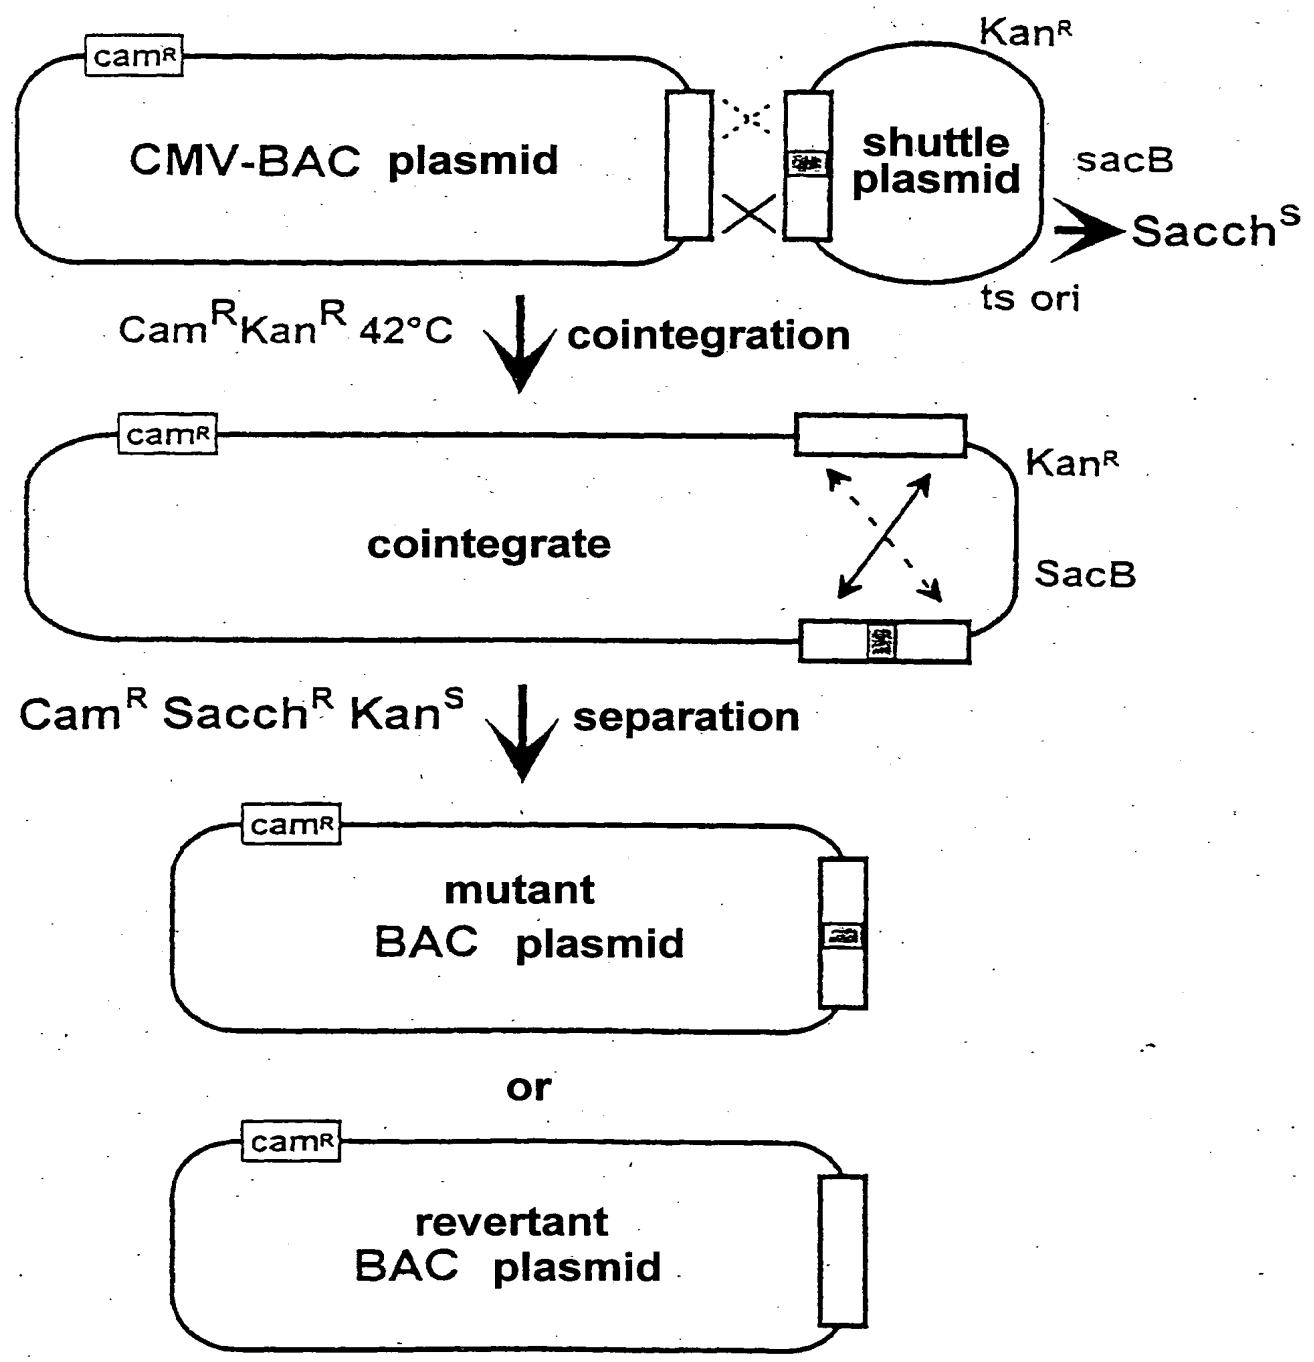 camR
KanR
CMV-BAC plasmid
shuttle
plasmid
sacB
SacchS
ts ori
CamRKanR 42°C
cointegration
camR
KanR
cointegrate
SacB
CamR SacchR KanS
separation
camR
mutant
BAC plasmid
or
camR
revertant
BAC plasmid